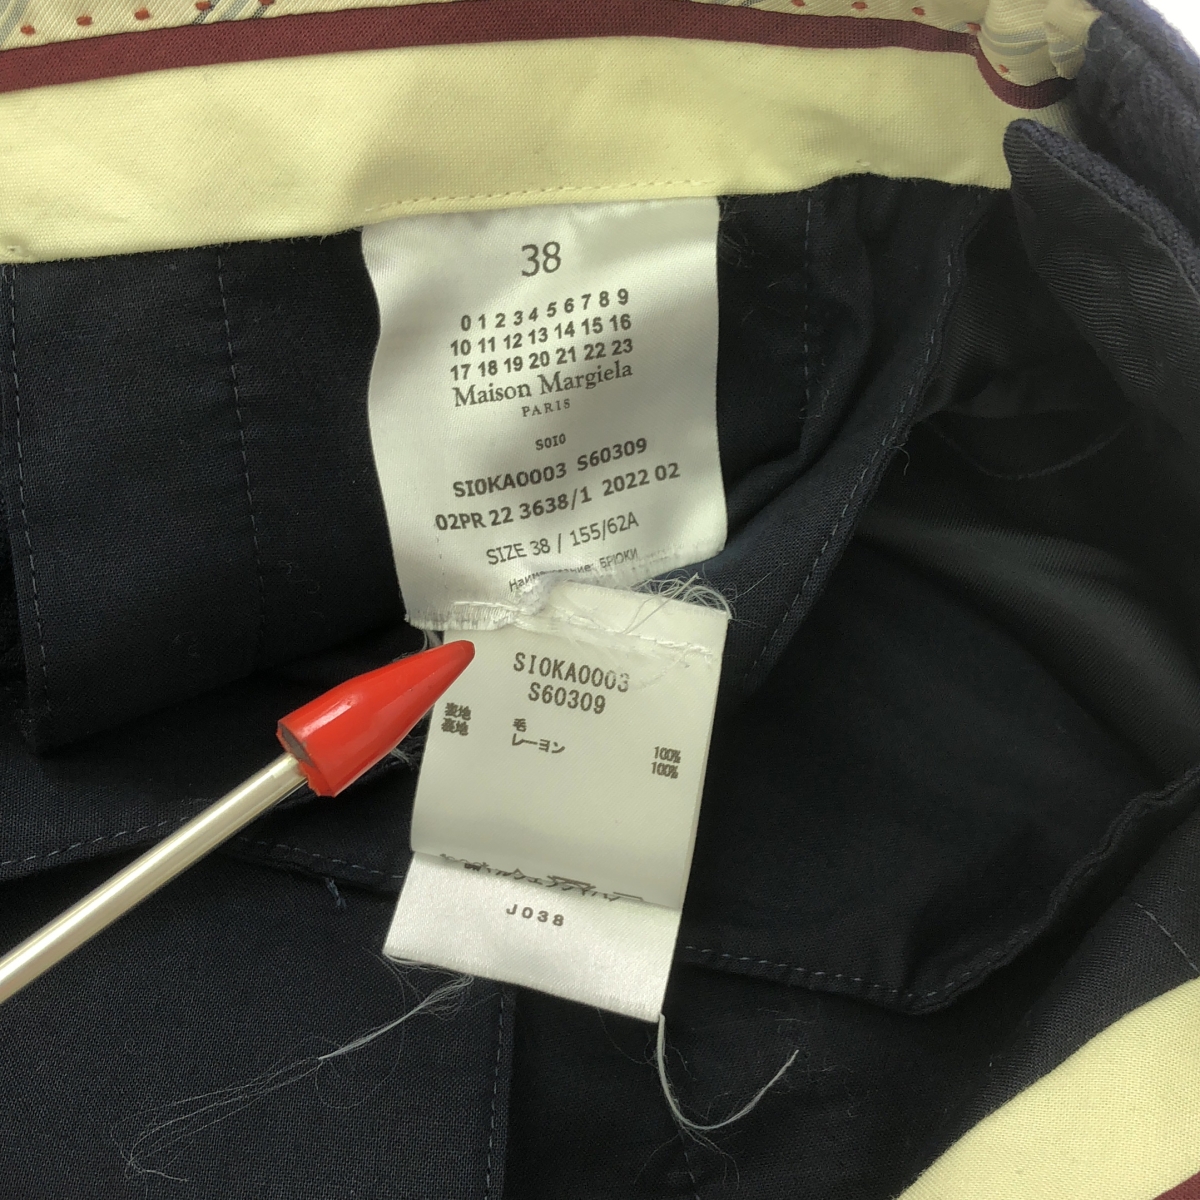 38
0 1 2 3 4 5 6 7 8 9
10 11 12 13 14 15 16
17 18 19 20 21 22 23
Maison Margiela
PARIS
S0I0
SI0KA0003 S60309
02PR 22 3638/1 2022 02
SIZE 38 / 155/62A
БРЮКИ
SI0KA0003
S60309
表地 毛 100%
裏地 レーヨン 100%
J038